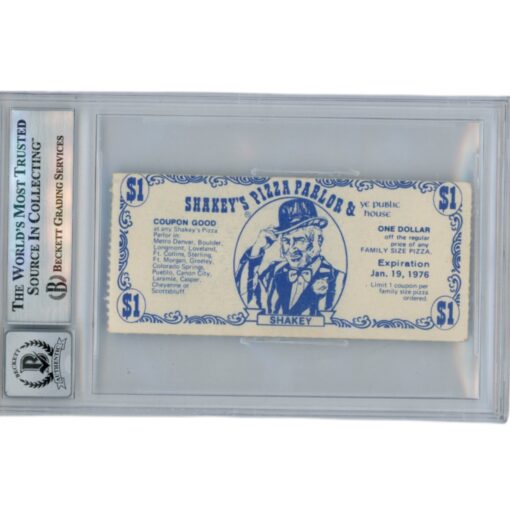 THE WORLD'S MOST TRUSTED
SOURCE IN COLLECTING™
BECKETT GRADING SERVICES
BECKETT
AUTHENTIC
$1
$1
SHAKEY'S PIZZA PARLOR &
®
ye public
house
COUPON GOOD
at any Shakey's Pizza
Parlor in:
Metro Denver, Boulder,
Longmont, Loveland,
Ft. Collins, Sterling,
Ft. Morgan, Greeley,
Colorado Springs,
Pueblo, Canon City,
Laramie, Casper,
Cheyenne or
Scottsbluff.
ONE DOLLAR
off the regular
price of any
FAMILY SIZE PIZZA.
Expiration
Jan. 19, 1976
Limit 1 coupon per
family size pizza
ordered.
$1
SHAKEY
$1